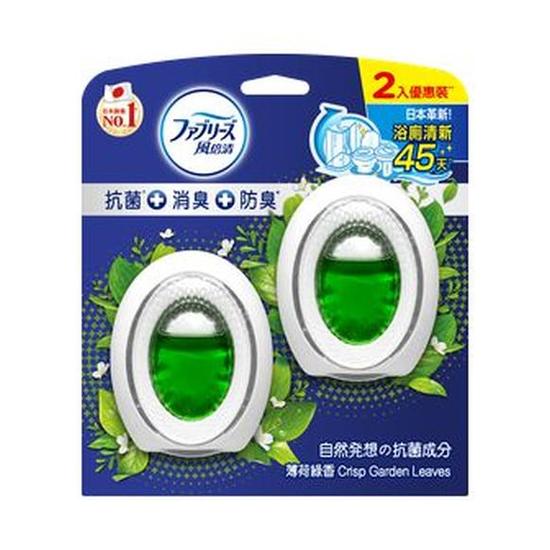 2入優惠裝
日本銷售
NO.1
ファブリーズ
風倍清
日本革新!
浴廁清新
45天
抗菌+消臭+防臭
自然発想の抗菌成分
薄荷綠香 Crisp Garden Leaves